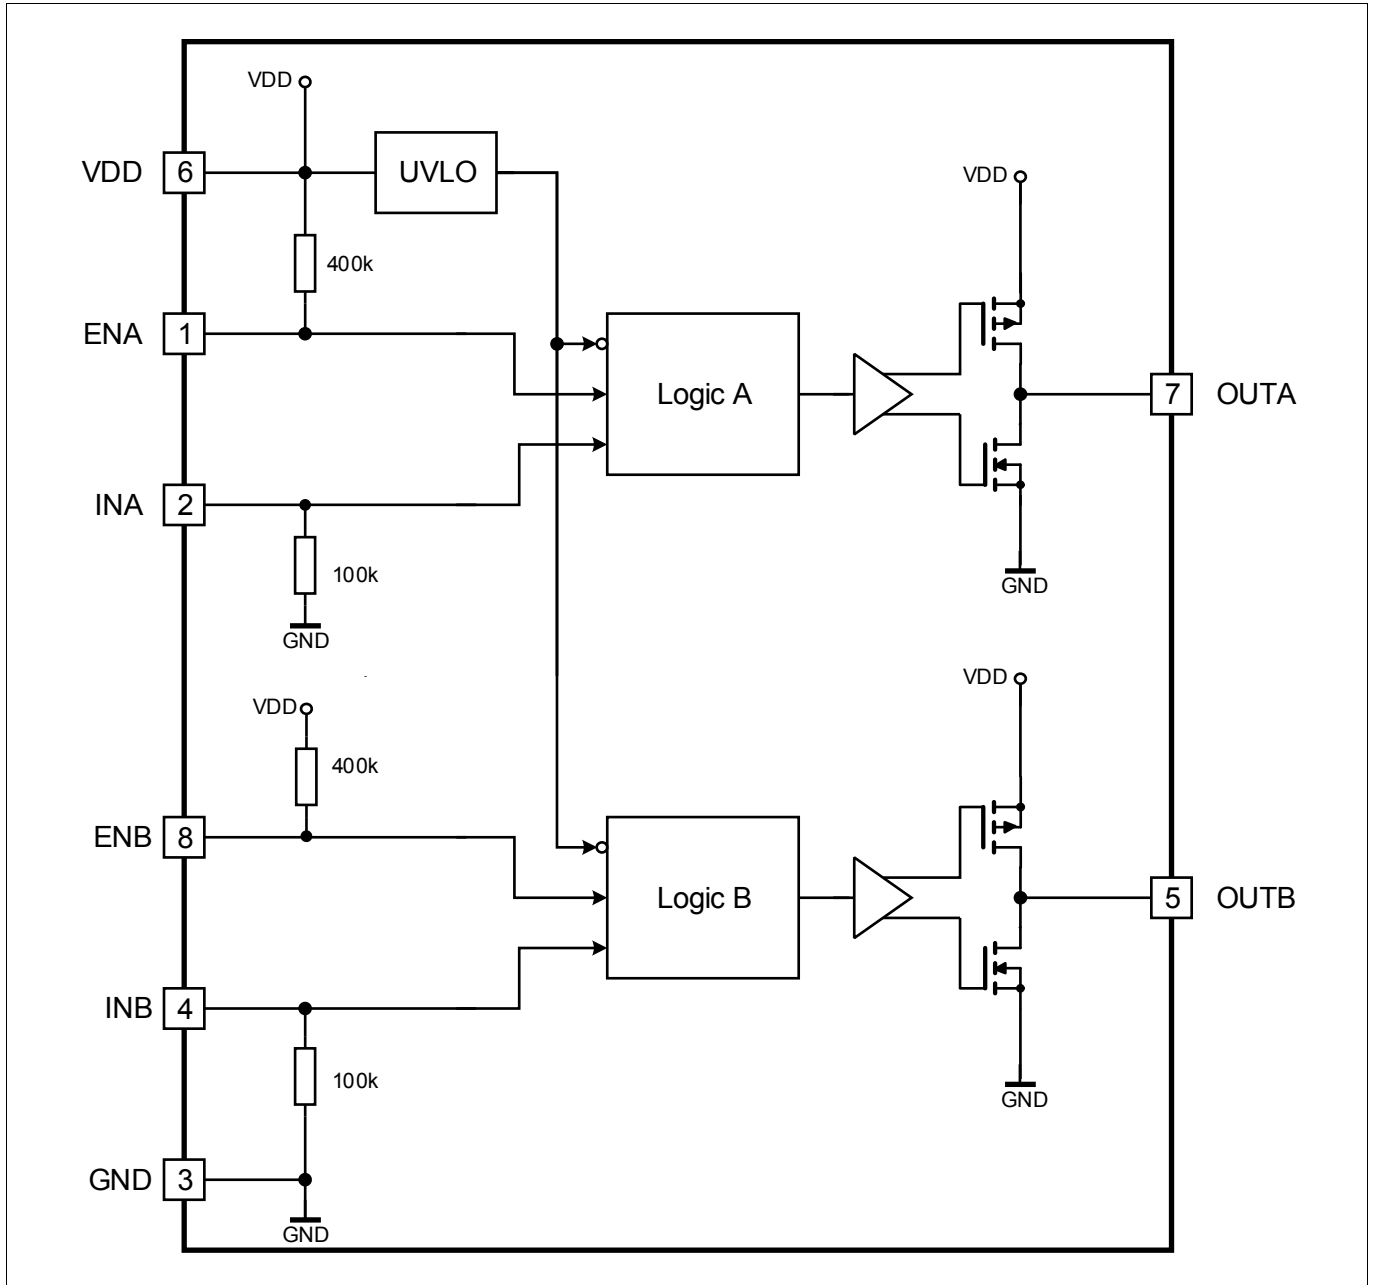 VDD
VDD 6 UVLO
VDD
400k
ENA 1
Logic A
7 OUTA
INA 2
100k
GND
GND
VDD
VDD
400k
ENB 8
Logic B
5 OUTB
INB 4
100k
GND
GND 3
GND